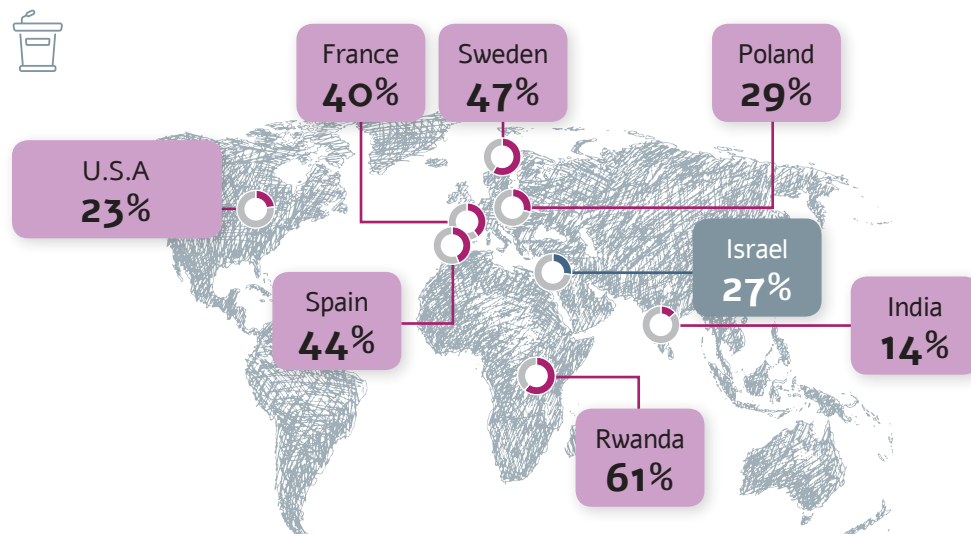 France
40%
Sweden
47%
Poland
29%
U.S.A
23%
Israel
27%
Spain
44%
India
14%
Rwanda
61%